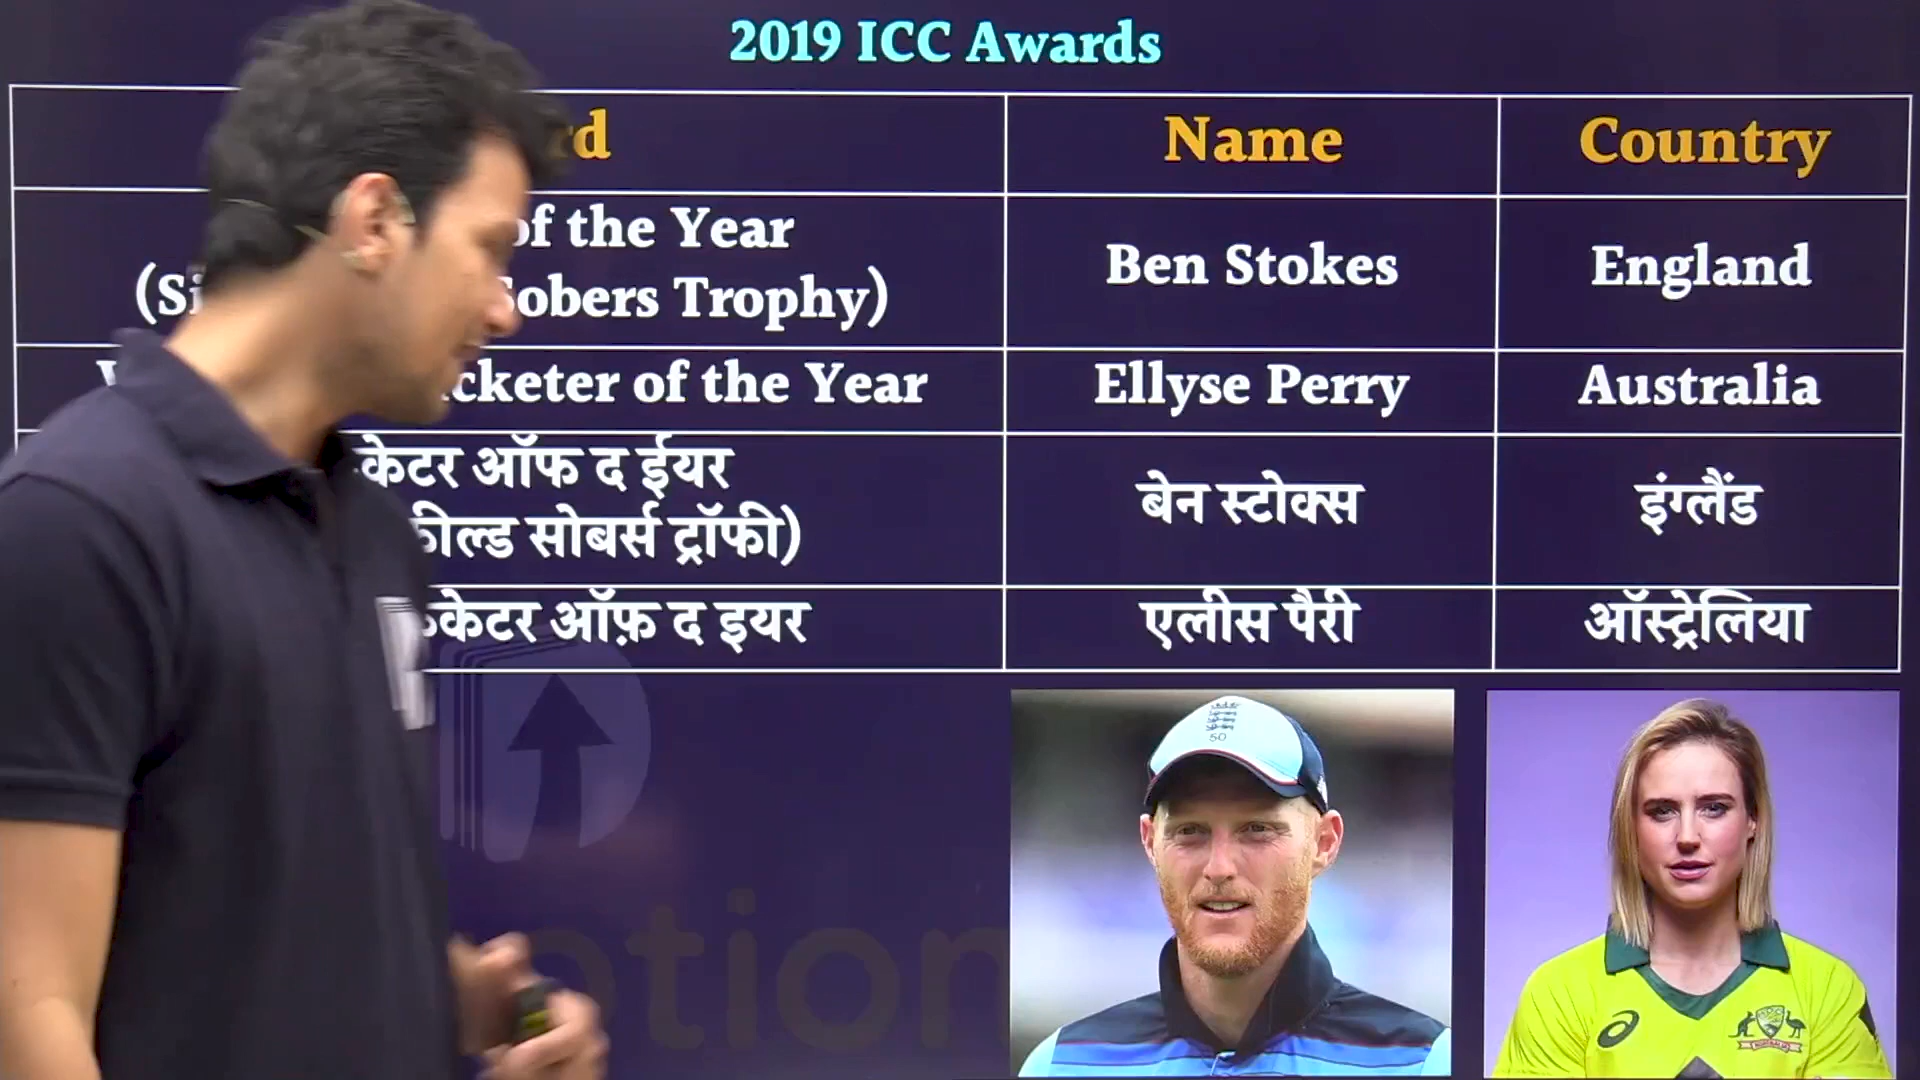 2019 ICC Awards
Name
Country
of the Year
Sobers Trophy)
Ben Stokes
England
of the Year
Ellyse Perry
Australia
ऑफ द ईयर
सोबर्स ट्रॉफी)
बेन स्टोक्स
इंग्लैंड
ऑफ़ द इयर
एलीस पैरी
ऑस्ट्रेलिया
50